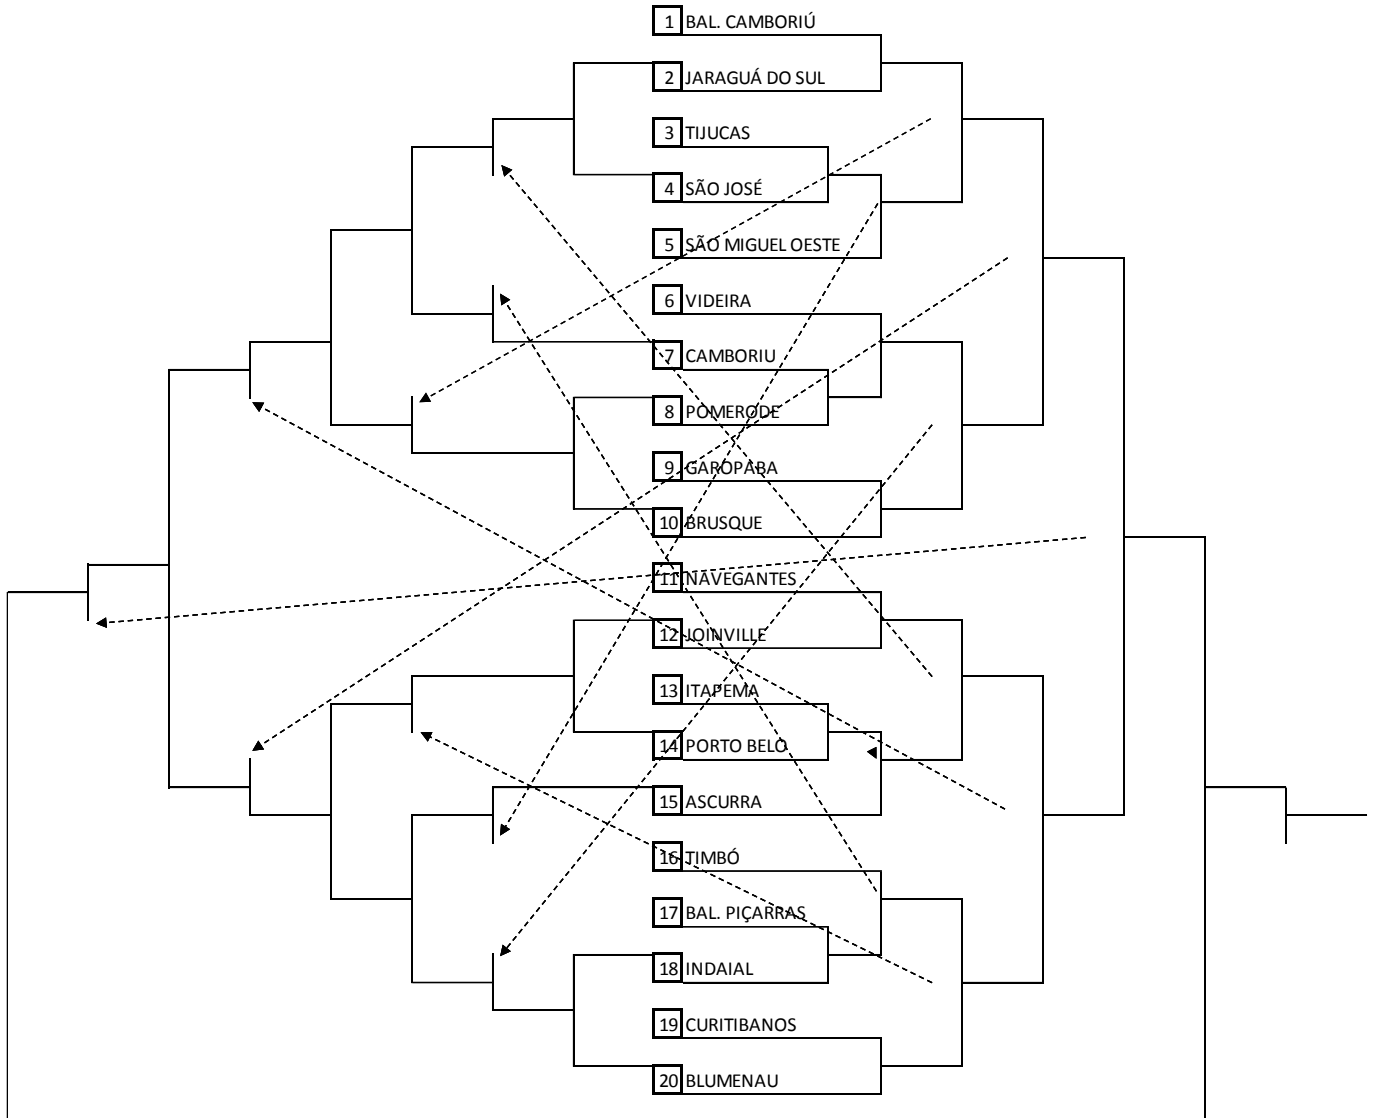 1 BAL. CAMBORIÚ
2 JARAGUÁ DO SUL
3 TIJUCAS
4 SÃO JOSÉ
5 SÃO MIGUEL OESTE
6 VIDEIRA
7 CAMBORIU
8 POMERODE
9 GAROPABA
10 BRUSQUE
11 NAVEGANTES
12 JOINVILLE
13 ITAPEMA
14 PORTO BELO
15 ASCURRA
16 TIMBÓ
17 BAL. PIÇARRAS
18 INDAIAL
19 CURITIBANOS
20 BLUMENAU